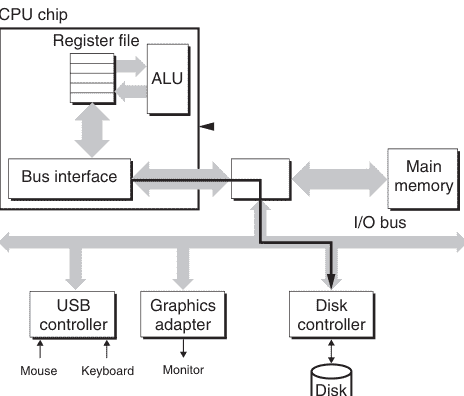 CPU chip
Register file
ALU
Bus interface
Main
memory
I/O bus
USB
controller
Graphics
adapter
Disk
controller
Mouse
Keyboard
Monitor
Disk